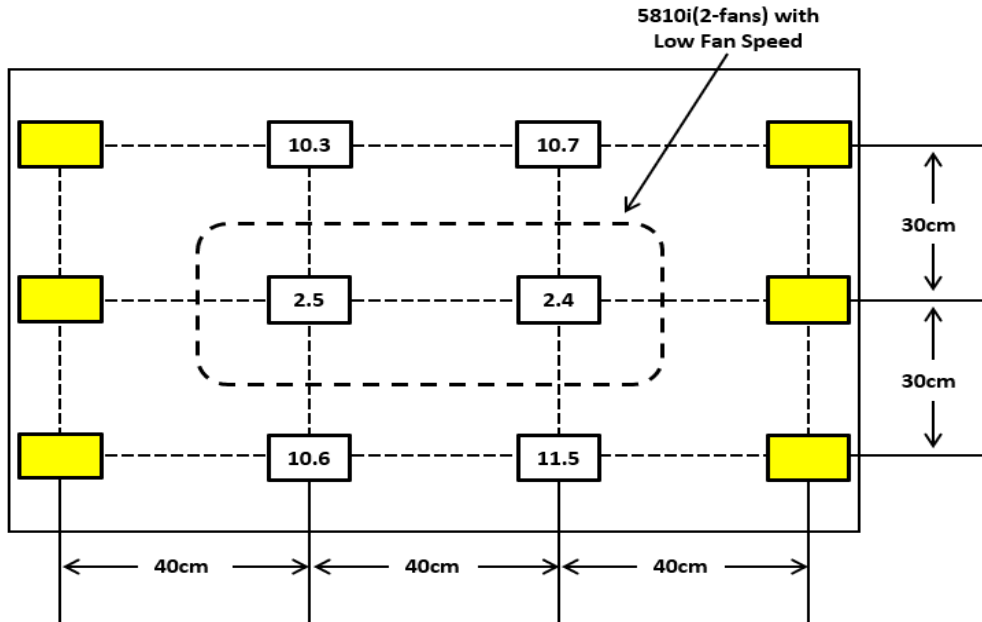 5810i(2-fans) with
Low Fan Speed
10.3
10.7
30cm
2.5
2.4
30cm
10.6
11.5
40cm
40cm
40cm